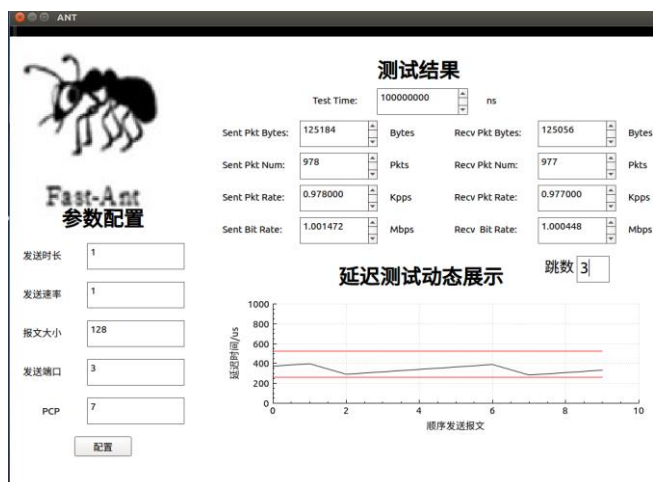 ANT
测试结果
Test Time: 100000000 ns
Sent Pkt Bytes: 125184 Bytes Recv Pkt Bytes: 125056 Bytes
Sent Pkt Num: 978 Pkts Recv Pkt Num: 977 Pkts
Sent Pkt Rate: 0.978000 Kpps Recv Pkt Rate: 0.977000 Kpps
Sent Bit Rate: 1.001472 Mbps Recv Bit Rate: 1.000448 Mbps
Fast-Ant
参数配置
发送时长 1
发送速率 1
报文大小 128
发送端口 3
PCP 7
配置
延迟测试动态展示
跳数 3
延迟时间/us
1000
800
600
400
200
0
0 2 4 6 8 10
顺序发送报文